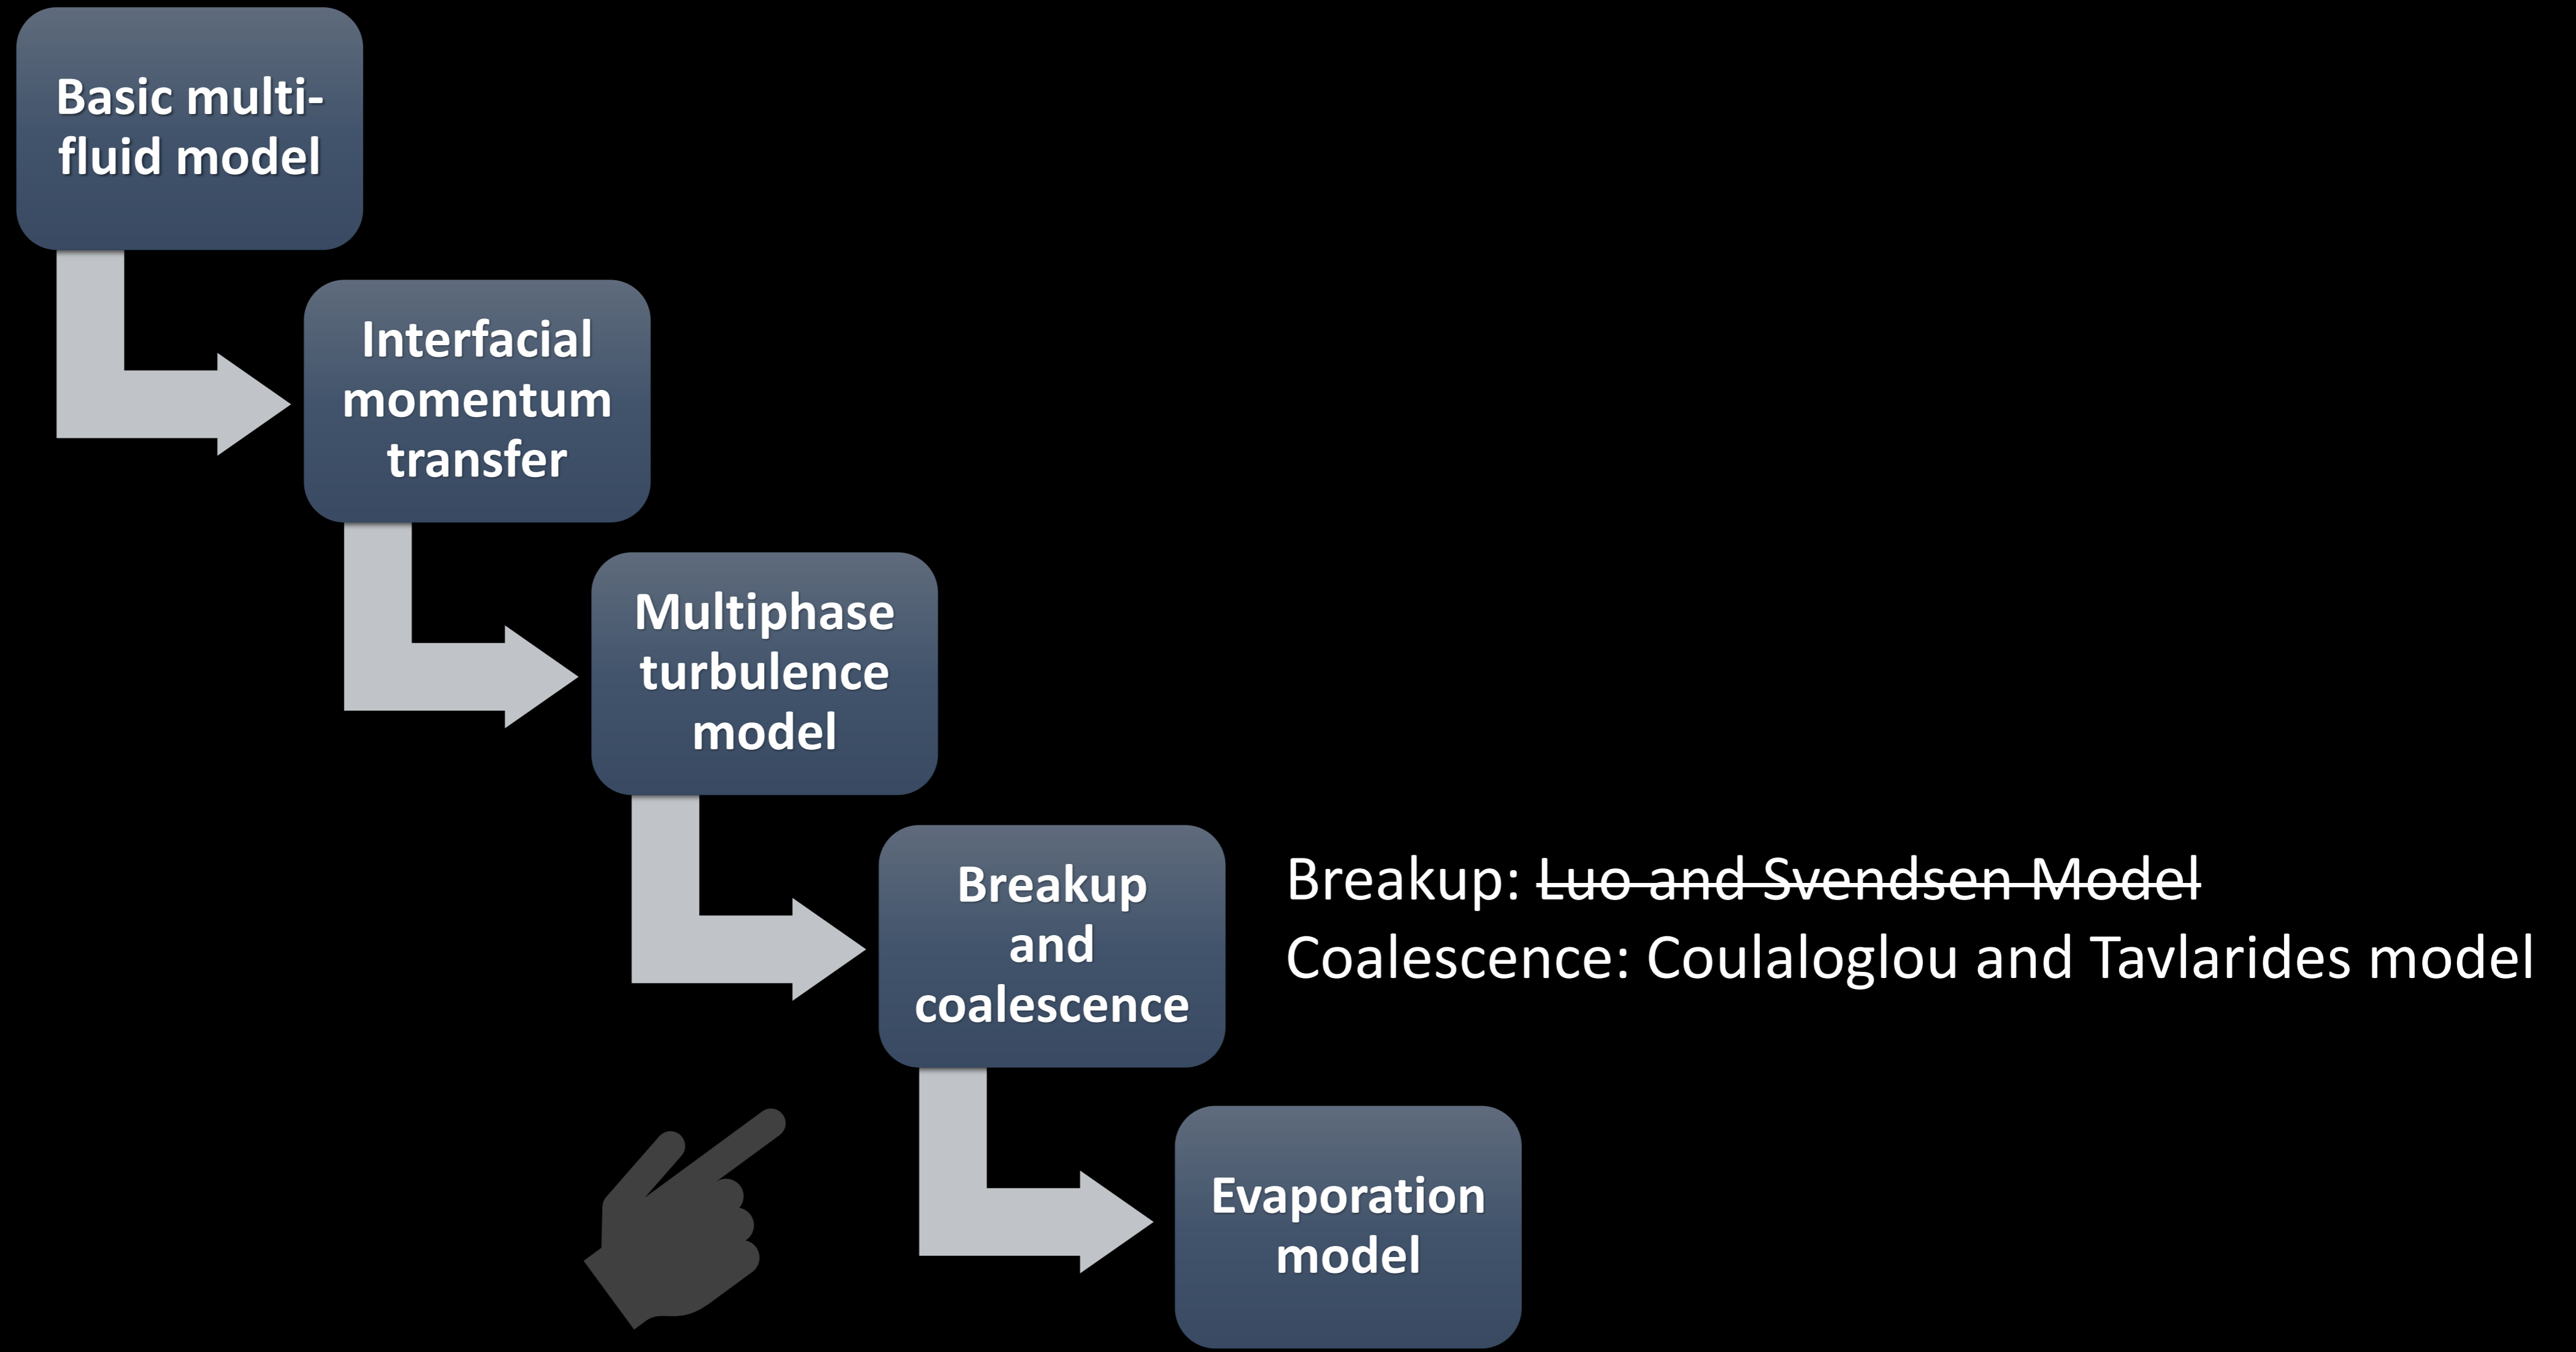 Basic multi-
fluid model
Interfacial
momentum
transfer
Multiphase
turbulence
model
Breakup
and
coalescence
Breakup: Luo and Svendsen Model
Coalescence: Coulaloglou and Tavlarides model
Evaporation
model